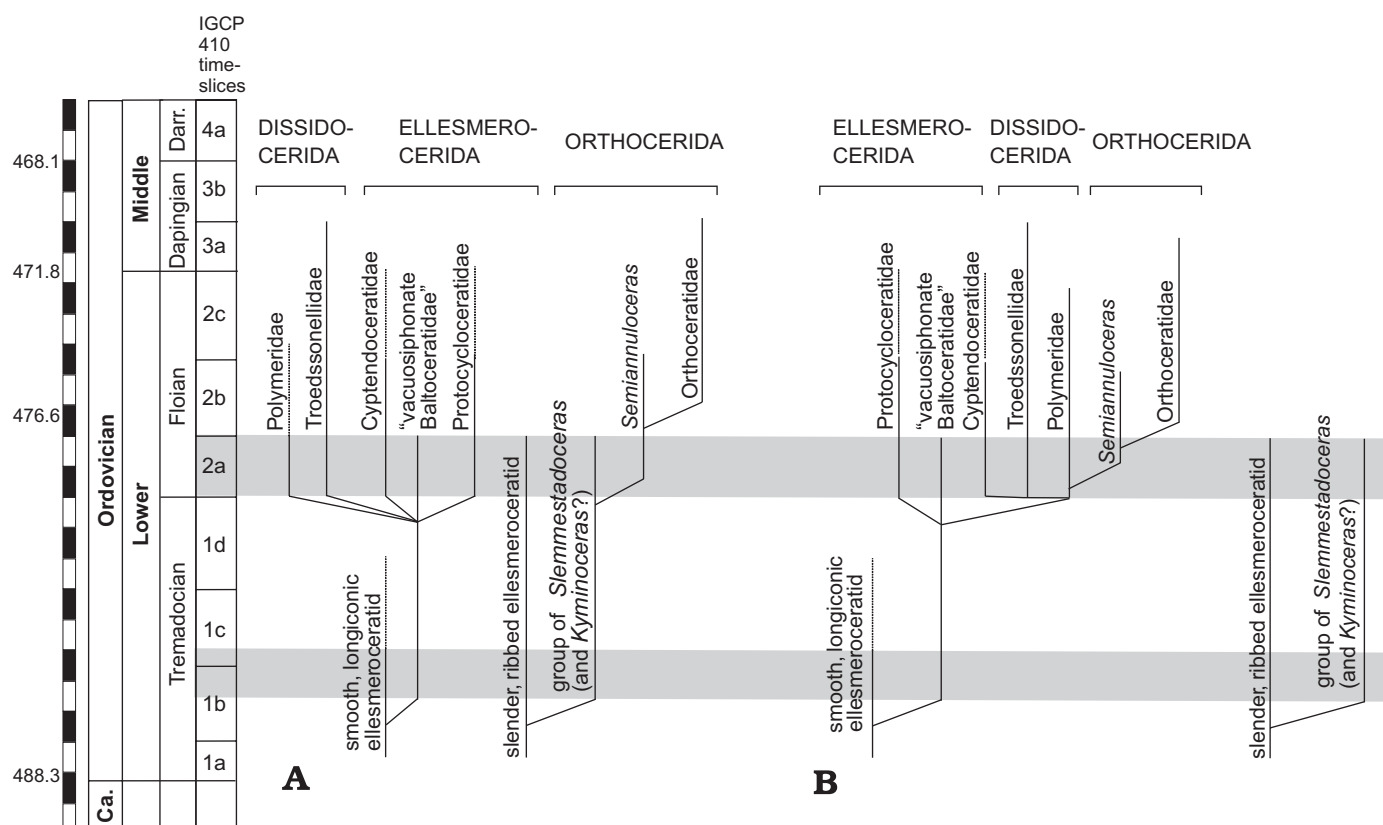 IGCP
410
time-
slices
468.1
471.8
476.6
488.3
Ordovician
Ca.
Middle
Lower
Darr.
Dapingian
Floian
Tremadocian
4a
3b
3a
2c
2b
2a
1d
1c
1b
1a
DISSIDO-
CERIDA
ELLESMERO-
CERIDA
ORTHOCERIDA
Polymeridae
Troedssonellidae
Cyptendoceratidae
“vacuosiphonate
Baltoceratidae”
Protocycloceratidae
smooth, longiconic
ellesmeroceratid
slender, ribbed ellesmeroceratid
group of Slemmestadoceras
(and Kyminoceras?)
Semiannuloceras
Orthoceratidae
A
ELLESMERO-
CERIDA
DISSIDO-
CERIDA
ORTHOCERIDA
Protocycloceratidae
“vacuosiphonate
Baltoceratidae”
Cyptendoceratidae
Troedssonellidae
Polymeridae
Semiannuloceras
Orthoceratidae
smooth, longiconic
ellesmeroceratid
slender, ribbed ellesmeroceratid
group of Slemmestadoceras
(and Kyminoceras?)
B